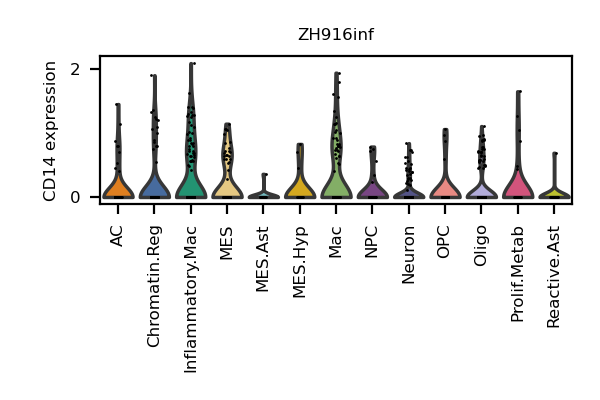 ZH916inf
CD14 expression
2
0
AC
Chromatin.Reg
Inflammatory.Mac
MES
MES.Ast
MES.Hyp
Mac
NPC
Neuron
OPC
Oligo
Prolif.Metab
Reactive.Ast